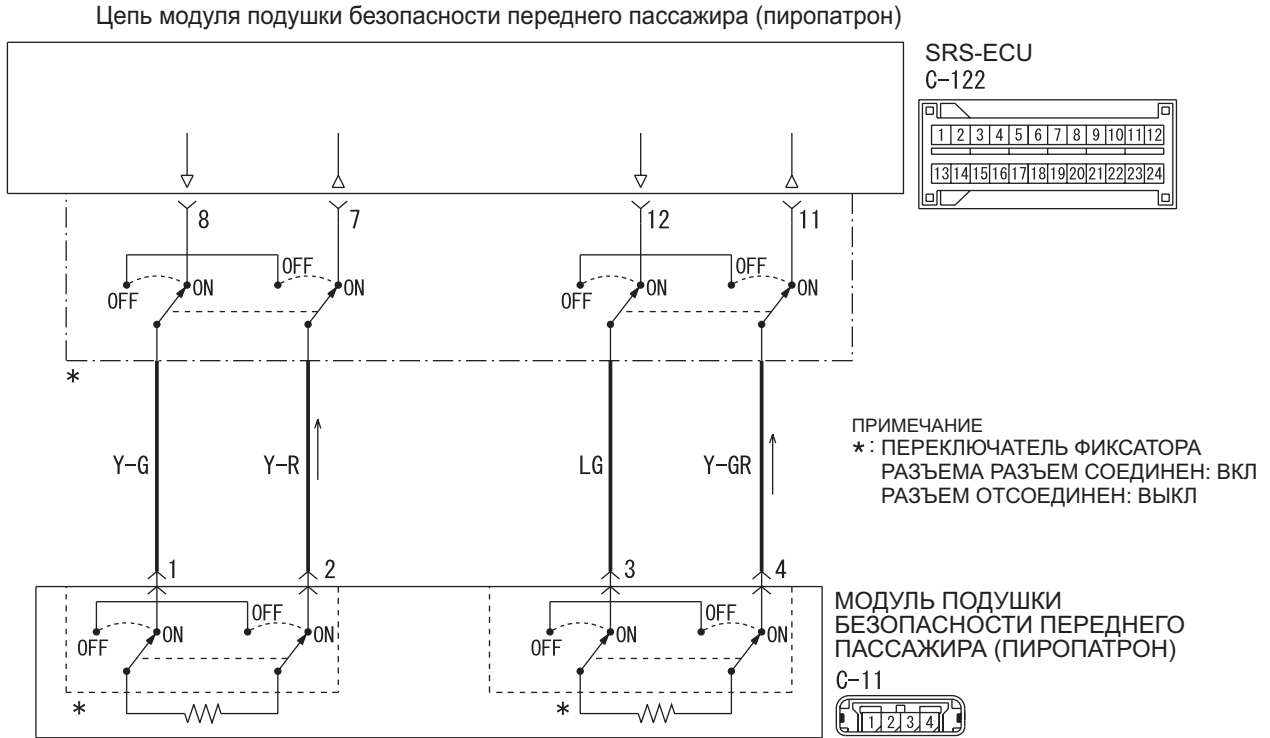 Цепь модуля подушки безопасности переднего пассажира (пиропатрон)
SRS-ECU
C-122
1 2 3 4 5 6 7 8 9 10 11 12
13 14 15 16 17 18 19 20 21 22 23 24
8 7 12 11
OFF ON OFF ON OFF ON OFF ON
*
Y-G Y-R LG Y-GR
ПРИМЕЧАНИЕ
*: ПЕРЕКЛЮЧАТЕЛЬ ФИКСАТОРА
РАЗЪЕМА РАЗЪЕМ СОЕДИНЕН: ВКЛ
РАЗЪЕМ ОТСОЕДИНЕН: ВЫКЛ
1 2 3 4
OFF ON OFF ON OFF ON OFF ON
* *
МОДУЛЬ ПОДУШКИ
БЕЗОПАСНОСТИ ПЕРЕДНЕГО
ПАССАЖИРА (ПИРОПАТРОН)
C-11
1 2 3 4